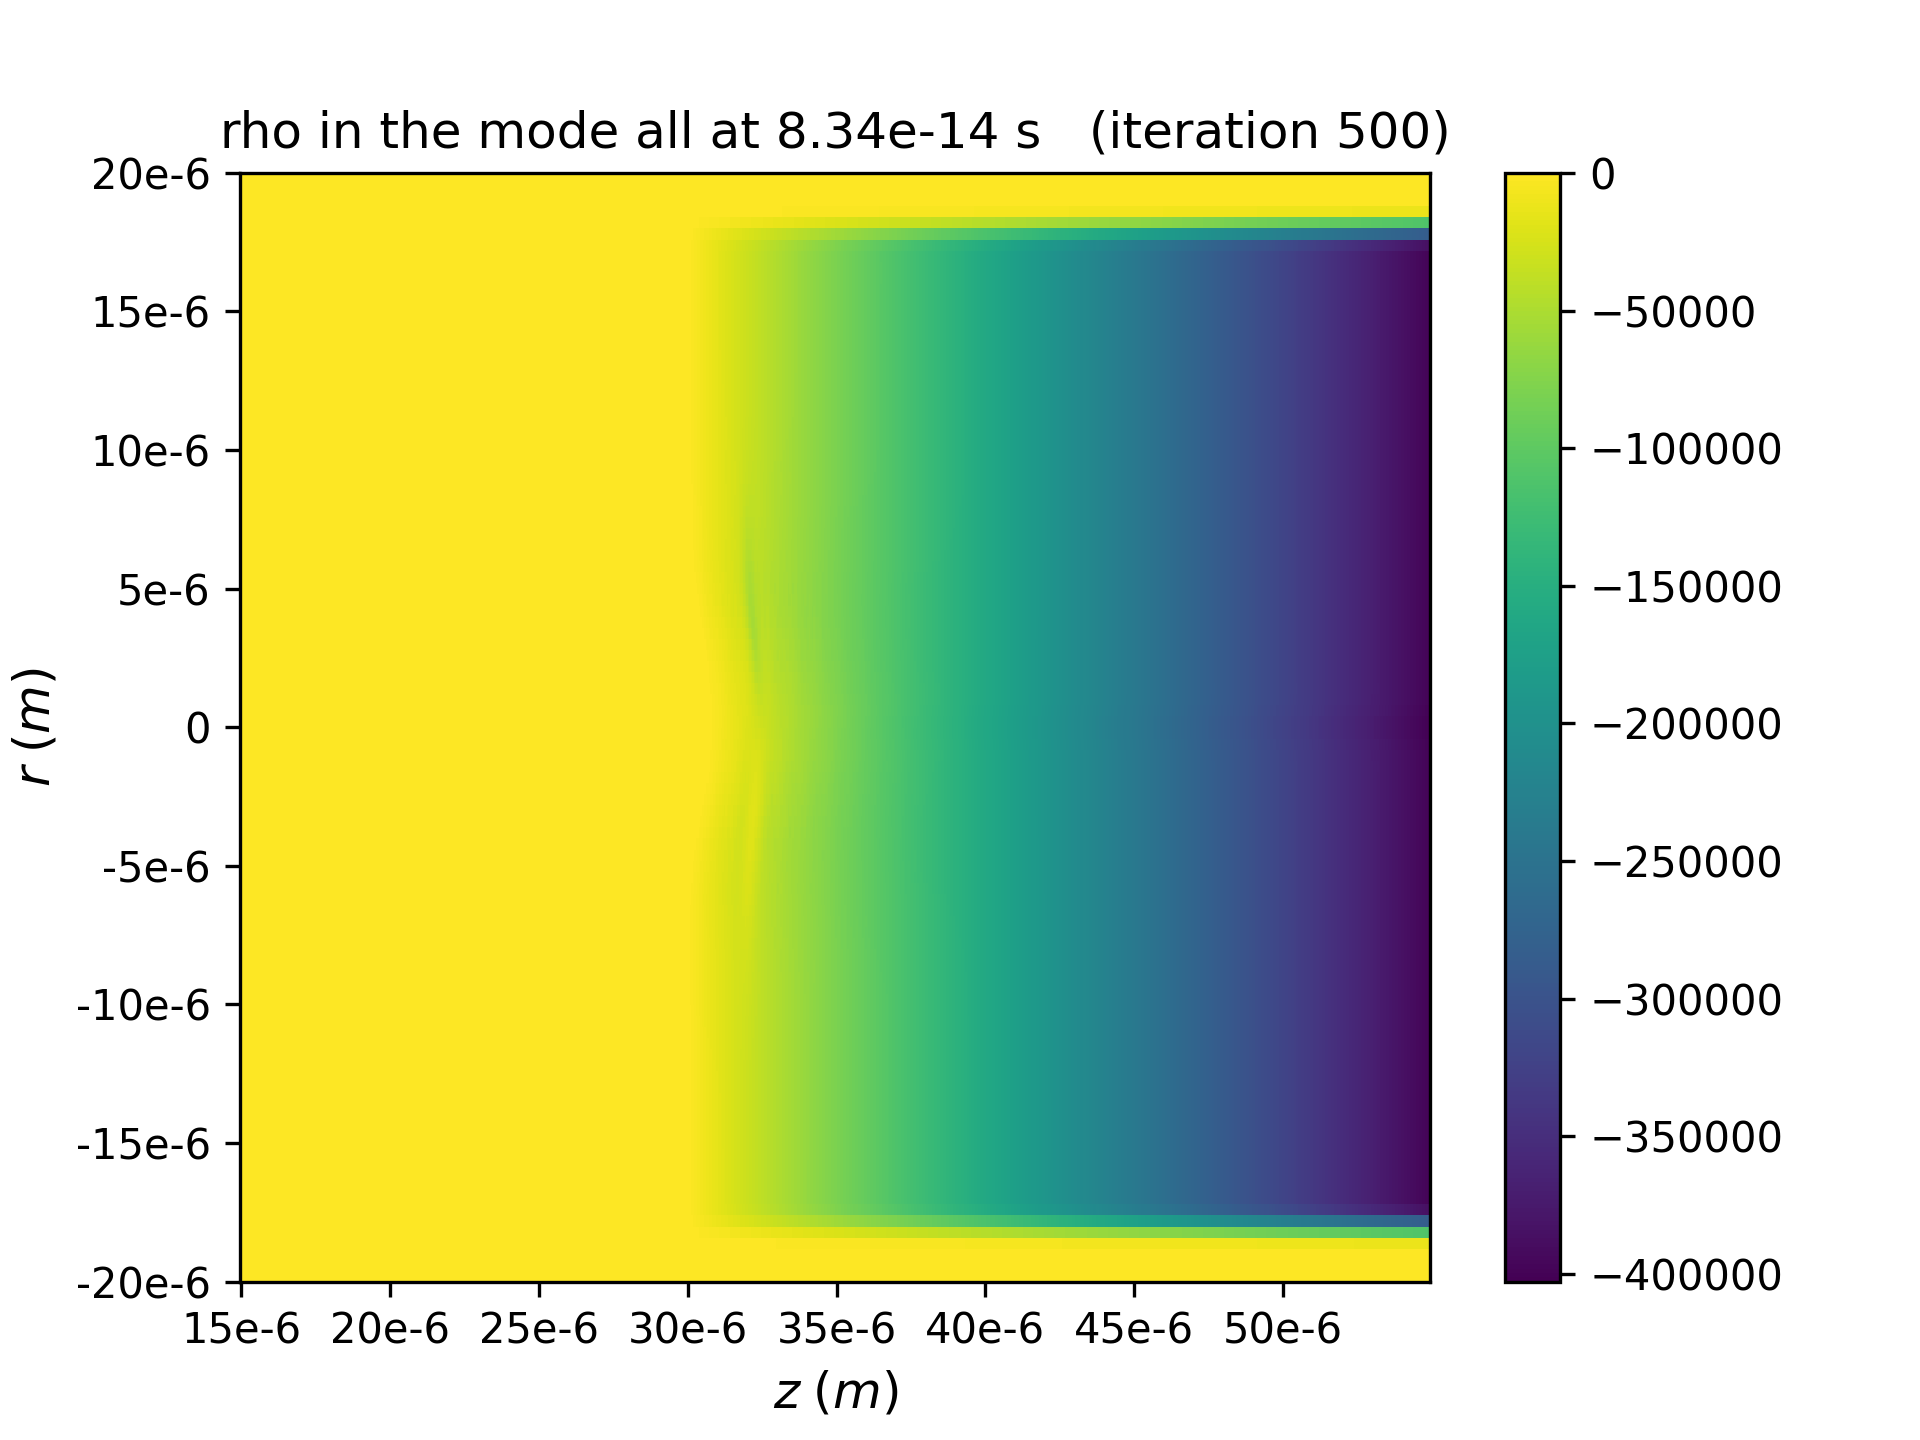 rho in the mode all at 8.34e-14 s   (iteration 500)
20e-6
15e-6
10e-6
5e-6
0
-5e-6
-10e-6
-15e-6
-20e-6
r (m)
15e-6 20e-6 25e-6 30e-6 35e-6 40e-6 45e-6 50e-6
z (m)
0
−50000
−100000
−150000
−200000
−250000
−300000
−350000
−400000